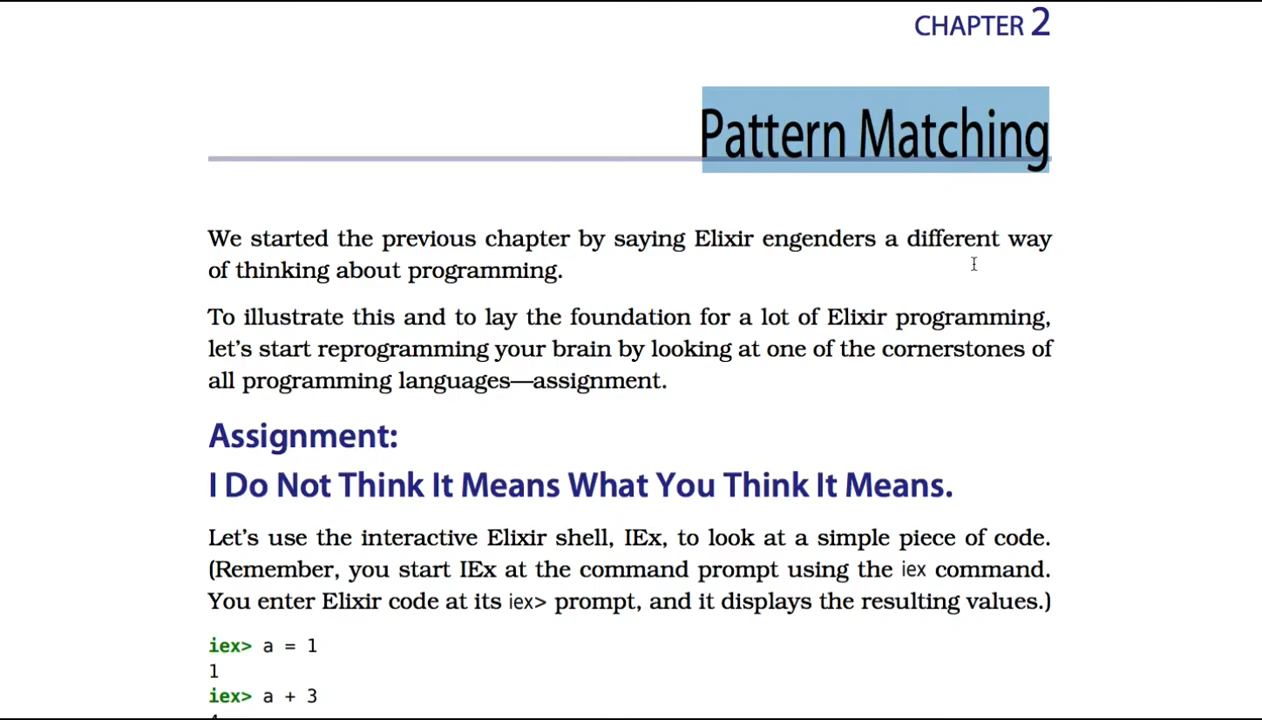 CHAPTER 2
Pattern Matching
We started the previous chapter by saying Elixir engenders a different way
of thinking about programming.
To illustrate this and to lay the foundation for a lot of Elixir programming,
let’s start reprogramming your brain by looking at one of the cornerstones of
all programming languages—assignment.
Assignment:
I Do Not Think It Means What You Think It Means.
Let’s use the interactive Elixir shell, IEx, to look at a simple piece of code.
(Remember, you start IEx at the command prompt using the iex command.
You enter Elixir code at its iex> prompt, and it displays the resulting values.)
iex> a = 1
1
iex> a + 3